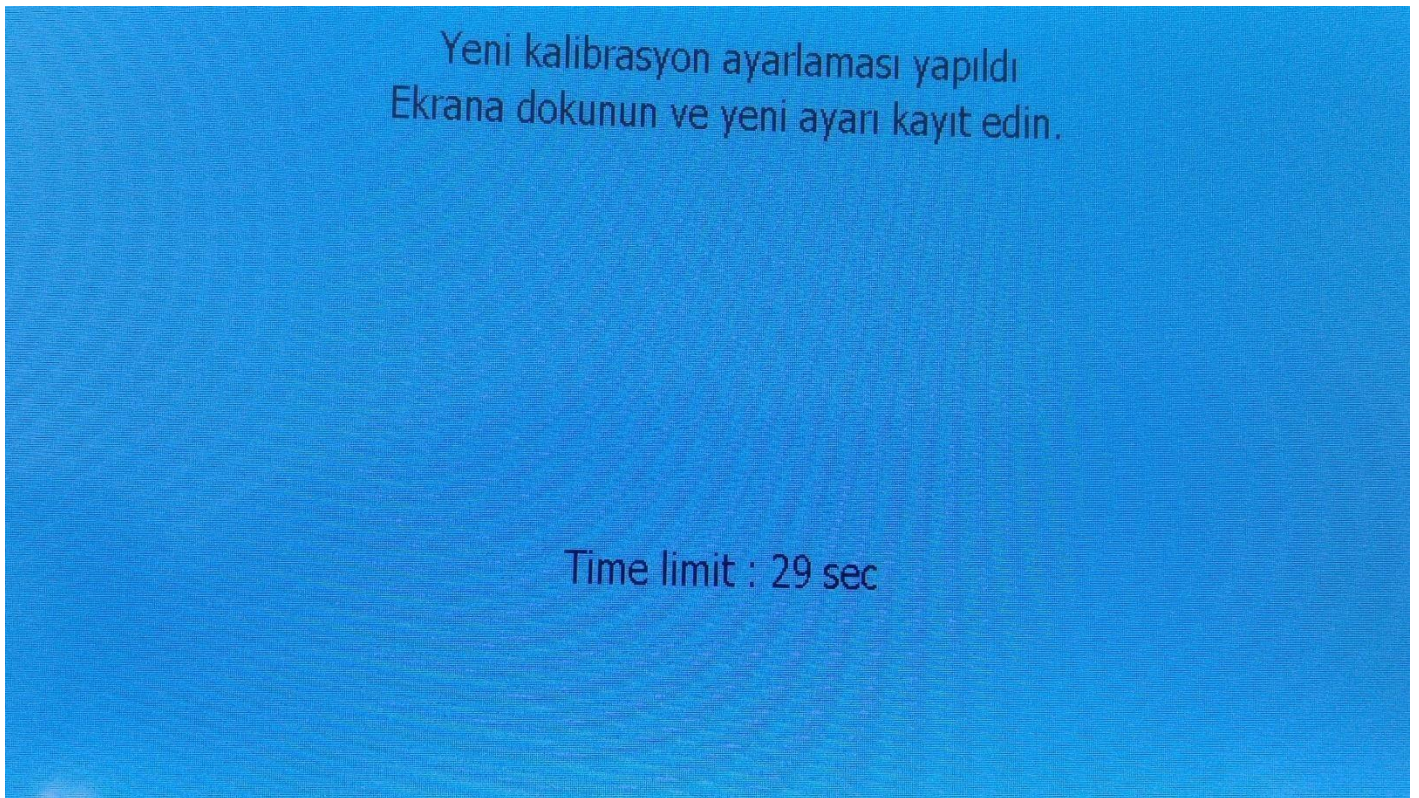 Yeni kalibrasyon ayarlaması yapıldı
Ekrana dokunun ve yeni ayarı kayıt edin.
Time limit : 29 sec